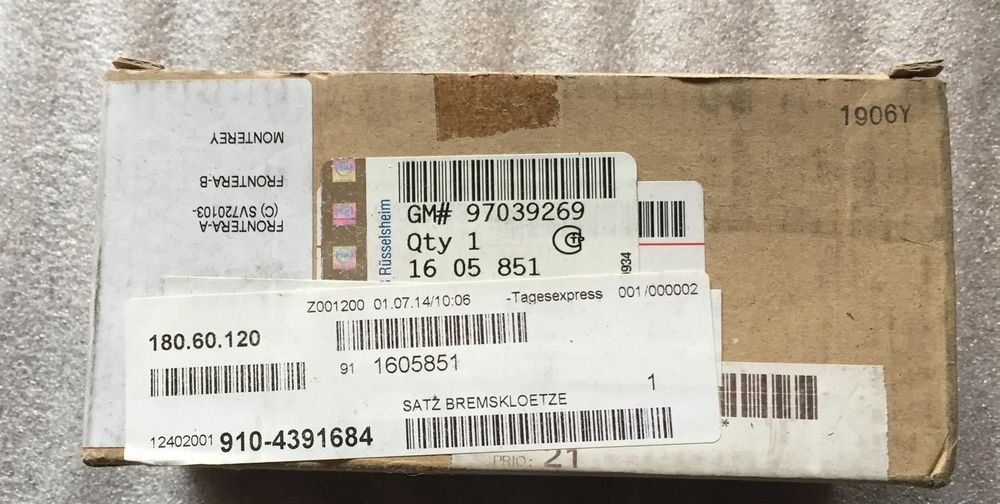 1906Y
MONTEREY
FRONTERA-B
(C) SV720103-
FRONTERA-A
GM# 97039269
Qty 1
16 05 851
Rüsselsheim
0934
Z001200 01.07.14/10:06 -Tagesexpress 001/000002
180.60.120
91 1605851
1
SATZ BREMSKLOETZE
12402001 910-4391684
*
PRIO: 21